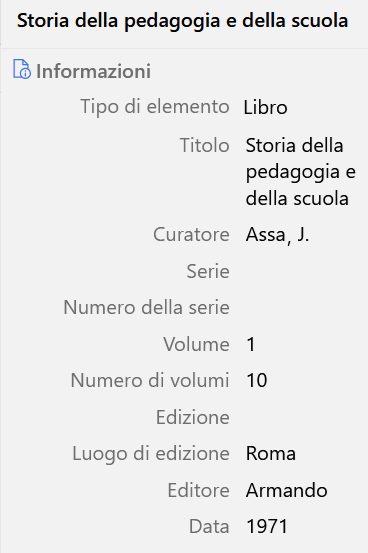 Storia della pedagogia e della scuola
Informazioni
Tipo di elemento Libro
Titolo Storia della
pedagogia e
della scuola
Curatore Assa, J.
Serie
Numero della serie
Volume 1
Numero di volumi 10
Edizione
Luogo di edizione Roma
Editore Armando
Data 1971